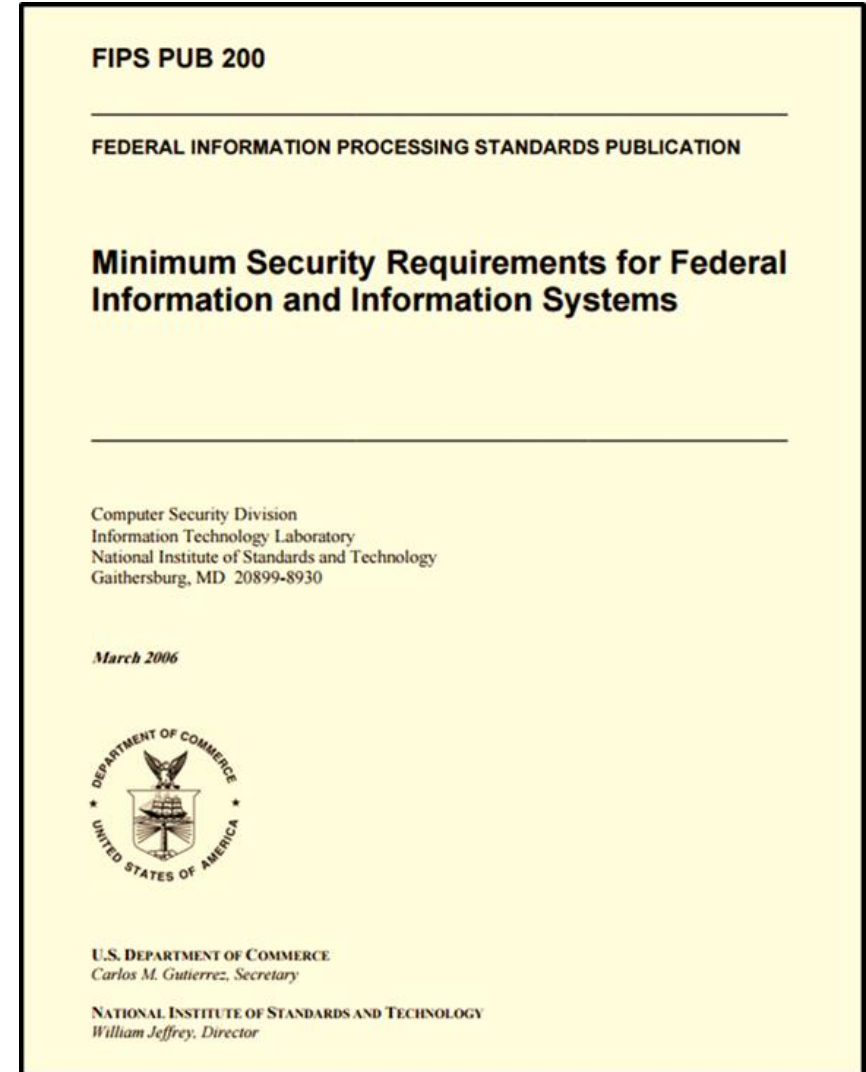 FIPS PUB 200
FEDERAL INFORMATION PROCESSING STANDARDS PUBLICATION
Minimum Security Requirements for Federal
Information and Information Systems
Computer Security Division
Information Technology Laboratory
National Institute of Standards and Technology
Gaithersburg, MD 20899-8930
March 2006
DEPARTMENT OF COMMERCE
★ UNITED STATES OF AMERICA ★
U.S. DEPARTMENT OF COMMERCE
Carlos M. Gutierrez, Secretary
NATIONAL INSTITUTE OF STANDARDS AND TECHNOLOGY
William Jeffrey, Director